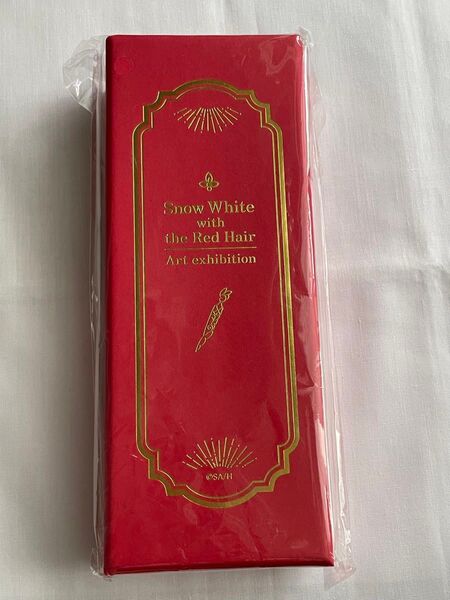 Snow White
with
the Red Hair
Art exhibition
©SA/H